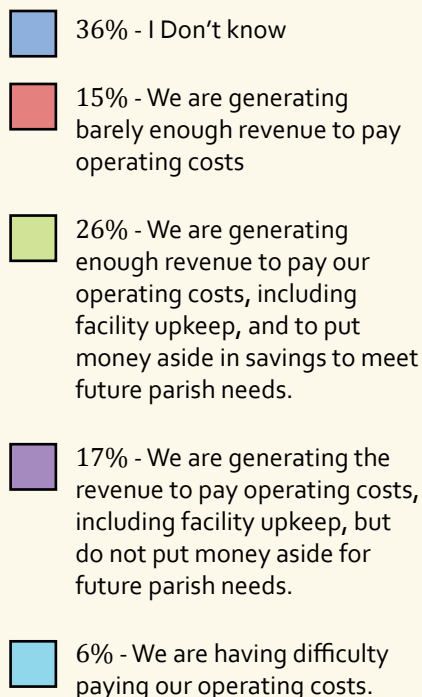 36% - I Don’t know
15% - We are generating
barely enough revenue to pay
operating costs
26% - We are generating
enough revenue to pay our
operating costs, including
facility upkeep, and to put
money aside in savings to meet
future parish needs.
17% - We are generating the
revenue to pay operating costs,
including facility upkeep, but
do not put money aside for
future parish needs.
6% - We are having difficulty
paying our operating costs.